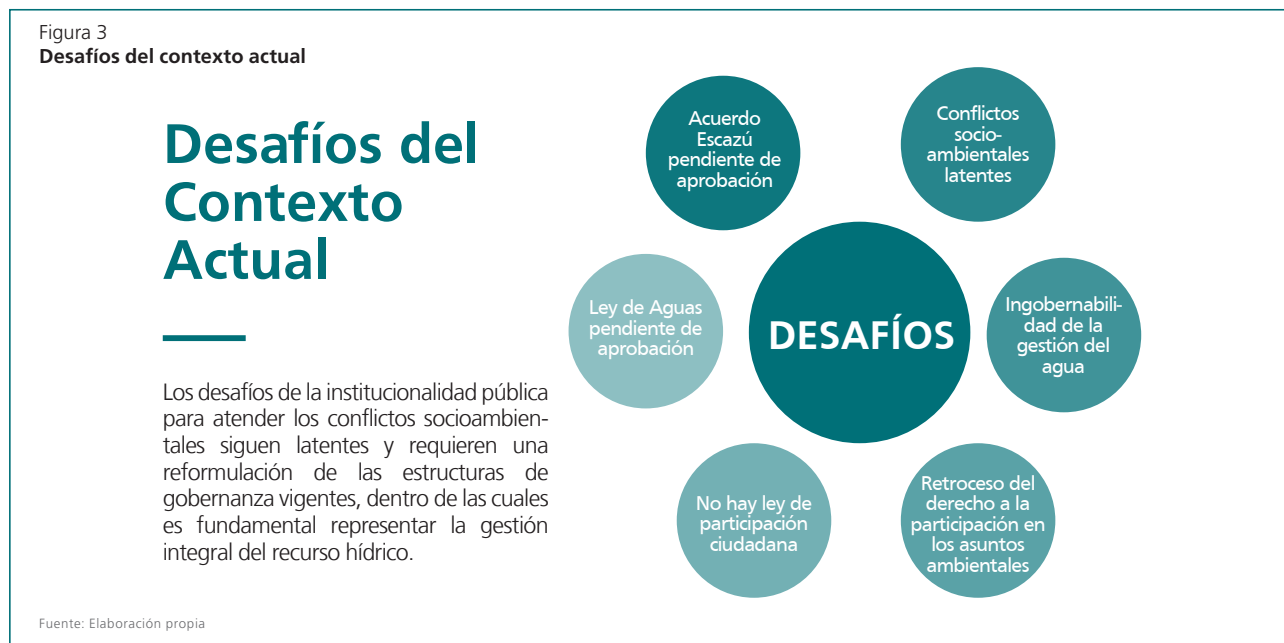 Figura 3
Desafíos del contexto actual
Desafíos del
Contexto
Actual
Los desafíos de la institucionalidad pública
para atender los conflictos socioambien-
tales siguen latentes y requieren una
reformulación de las estructuras de
gobernanza vigentes, dentro de las cuales
es fundamental representar la gestión
integral del recurso hídrico.
Acuerdo
Escazú
pendiente de
aprobación
Conflictos
socio-
ambientales
latentes
Ley de Aguas
pendiente de
aprobación
DESAFÍOS
Ingobernabili-
dad de la
gestión del
agua
No hay ley de
participación
ciudadana
Retroceso del
derecho a la
participación en
los asuntos
ambientales
Fuente: Elaboración propia